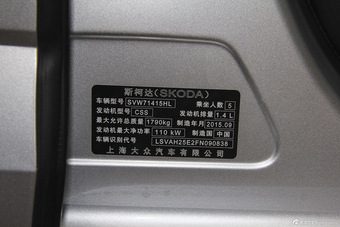 斯柯达(SKODA)
车辆型号 SVW71415HL 乘坐人数 5
发动机型号 CSS 发动机排量 1.4 L
最大允许总质量 1790kg 制造年月 2015.09
发动机最大净功率 110 kW 制造国 中国
车辆识别代号 LSVAH25E2FN090838
上海大众汽车有限公司